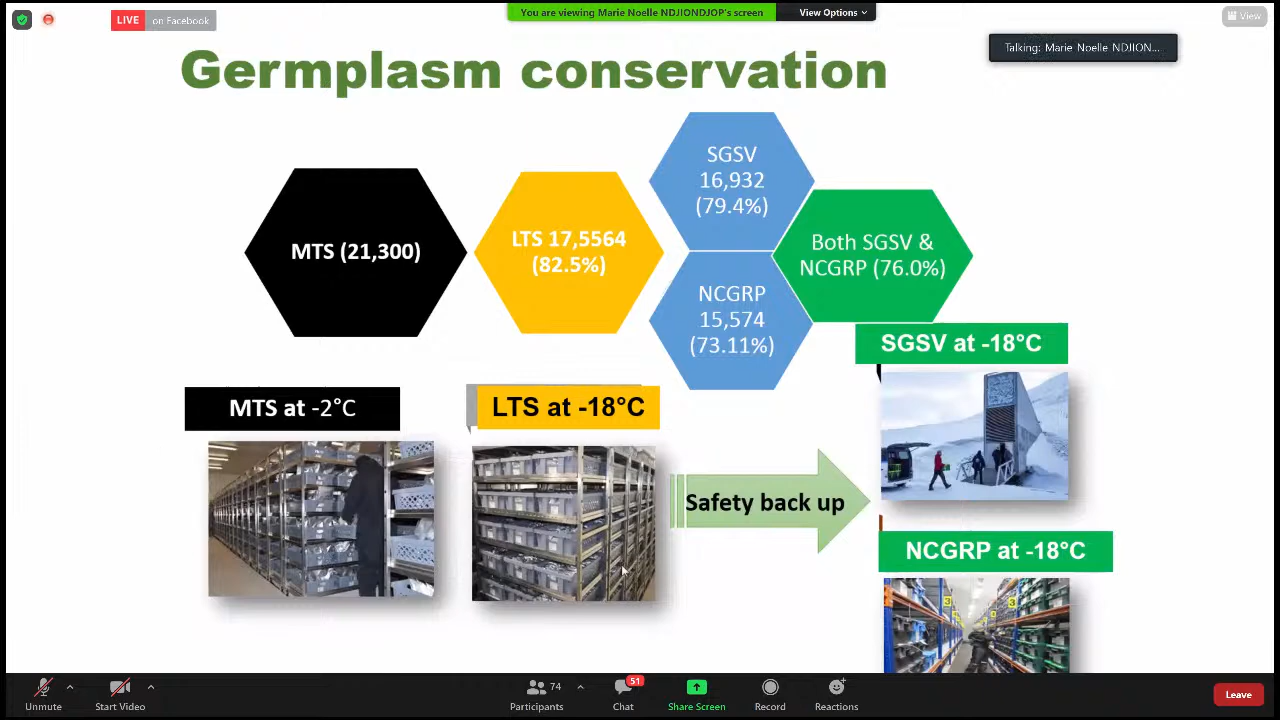 LIVE on Facebook
You are viewing Marie Noelle NDJIONDJOP's screen
View Options
View
Talking: Marie Noelle NDJION...
Germplasm conservation
MTS (21,300)
LTS 17,5564
(82.5%)
SGSV
16,932
(79.4%)
NCGRP
15,574
(73.11%)
Both SGSV &
NCGRP (76.0%)
SGSV at -18°C
MTS at -2°C
LTS at -18°C
Safety back up
NCGRP at -18°C
3
3
Unmute
Start Video
74
Participants
51
Chat
Share Screen
Record
Reactions
Leave